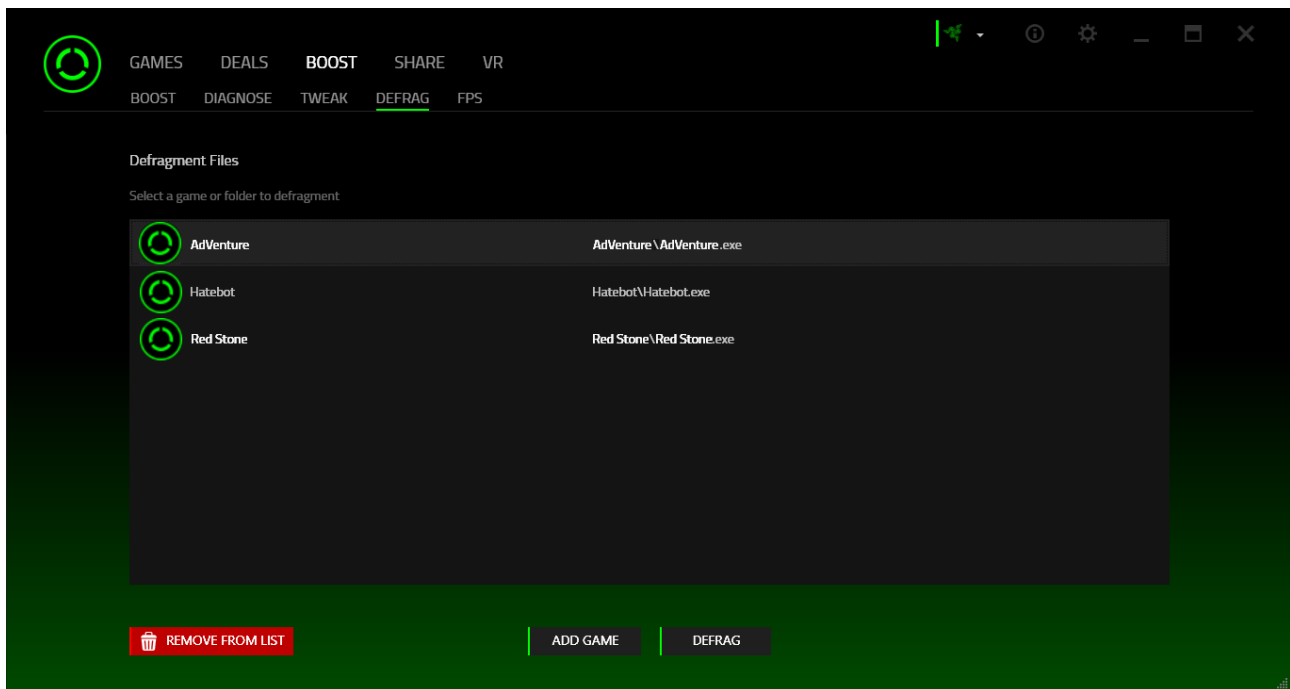 GAMES DEALS BOOST SHARE VR
BOOST DIAGNOSE TWEAK DEFRAG FPS
Defragment Files
Select a game or folder to defragment
AdVenture AdVenture\AdVenture.exe
Hatebot Hatebot\Hatebot.exe
Red Stone Red Stone\Red Stone.exe
REMOVE FROM LIST ADD GAME DEFRAG